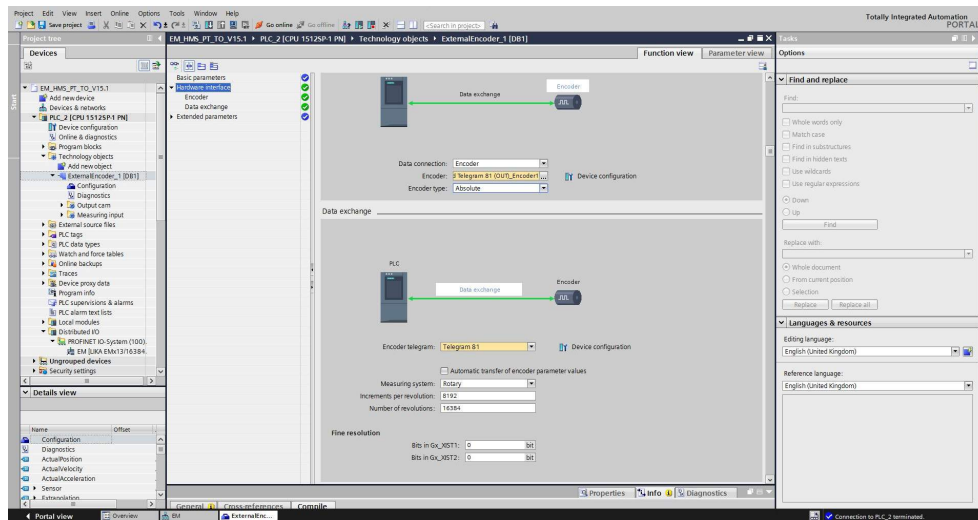 Project Edit View Insert Online Options Tools Window Help
Totally Integrated Automation
PORTAL
Save project Go online Go offline <Search in project>
Project tree
EM_HMS_PT_TO_V15.1 PLC_2 [CPU 1512SP-1 PN] Technology objects ExternalEncoder_1 [DB1]
Tasks
Devices
Function view Parameter view
Options
Start
EM_HMS_PT_TO_V15.1
Add new device
Devices & networks
PLC_2 [CPU 1512SP-1 PN]
Device configuration
Online & diagnostics
Program blocks
Technology objects
Add new object
ExternalEncoder_1 [DB1]
Configuration
Diagnostics
Output cam
Measuring input
External source files
PLC tags
PLC data types
Watch and force tables
Online backups
Traces
Device proxy data
Program info
PLC supervisions & alarms
PLC alarm text lists
Local modules
Distributed I/O
PROFINET IO-System (100).
EM [LIKA EMx13/16384.
Ungrouped devices
Security settings
Details view
Name Offset
Configuration
Diagnostics
ActualPosition
ActualVelocity
ActualAcceleration
Sensor
Extrapolation
Basic parameters
Hardware interface
Encoder
Data exchange
Extended parameters
Data exchange
Encoder
Data connection: Encoder
Encoder: Telegram 81 (OUT)_Encoder1 ... Device configuration
Encoder type: Absolute
Data exchange
PLC
Data exchange
Encoder
Encoder telegram: Telegram 81 Device configuration
Automatic transfer of encoder parameter values
Measuring system: Rotary
Increments per revolution: 8192
Number of revolutions: 16384
Fine resolution
Bits in Gx_XIST1: 0 bit
Bits in Gx_XIST2: 0 bit
Properties Info Diagnostics
General Cross-references Compile
Find and replace
Find:
Whole words only
Match case
Find in substructures
Find in hidden texts
Use wildcards
Use regular expressions
Down
Up
Find
Replace with:
Whole document
From current position
Selection
Replace Replace all
Languages & resources
Editing language:
English (United Kingdom)
Reference language:
English (United Kingdom)
Portal view Overview EM ExternalEnc...
Connection to PLC_2 terminated.